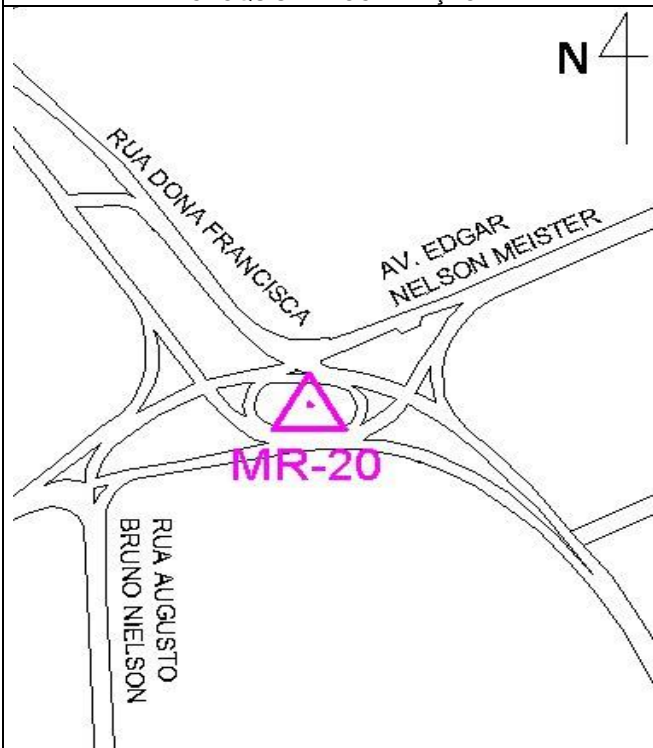 N
RUA DONA FRANCISCA
AV. EDGAR
NELSON MEISTER
MR-20
RUA AUGUSTO
BRUNO NIELSON